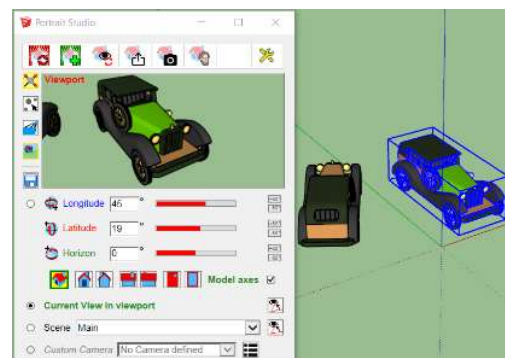 Portrait Studio
Viewport
Longitude 45 °
Latitude 19 °
Horizon 0 °
Model axes
Current View in viewport
Scene Main
Custom Camera No Camera defined